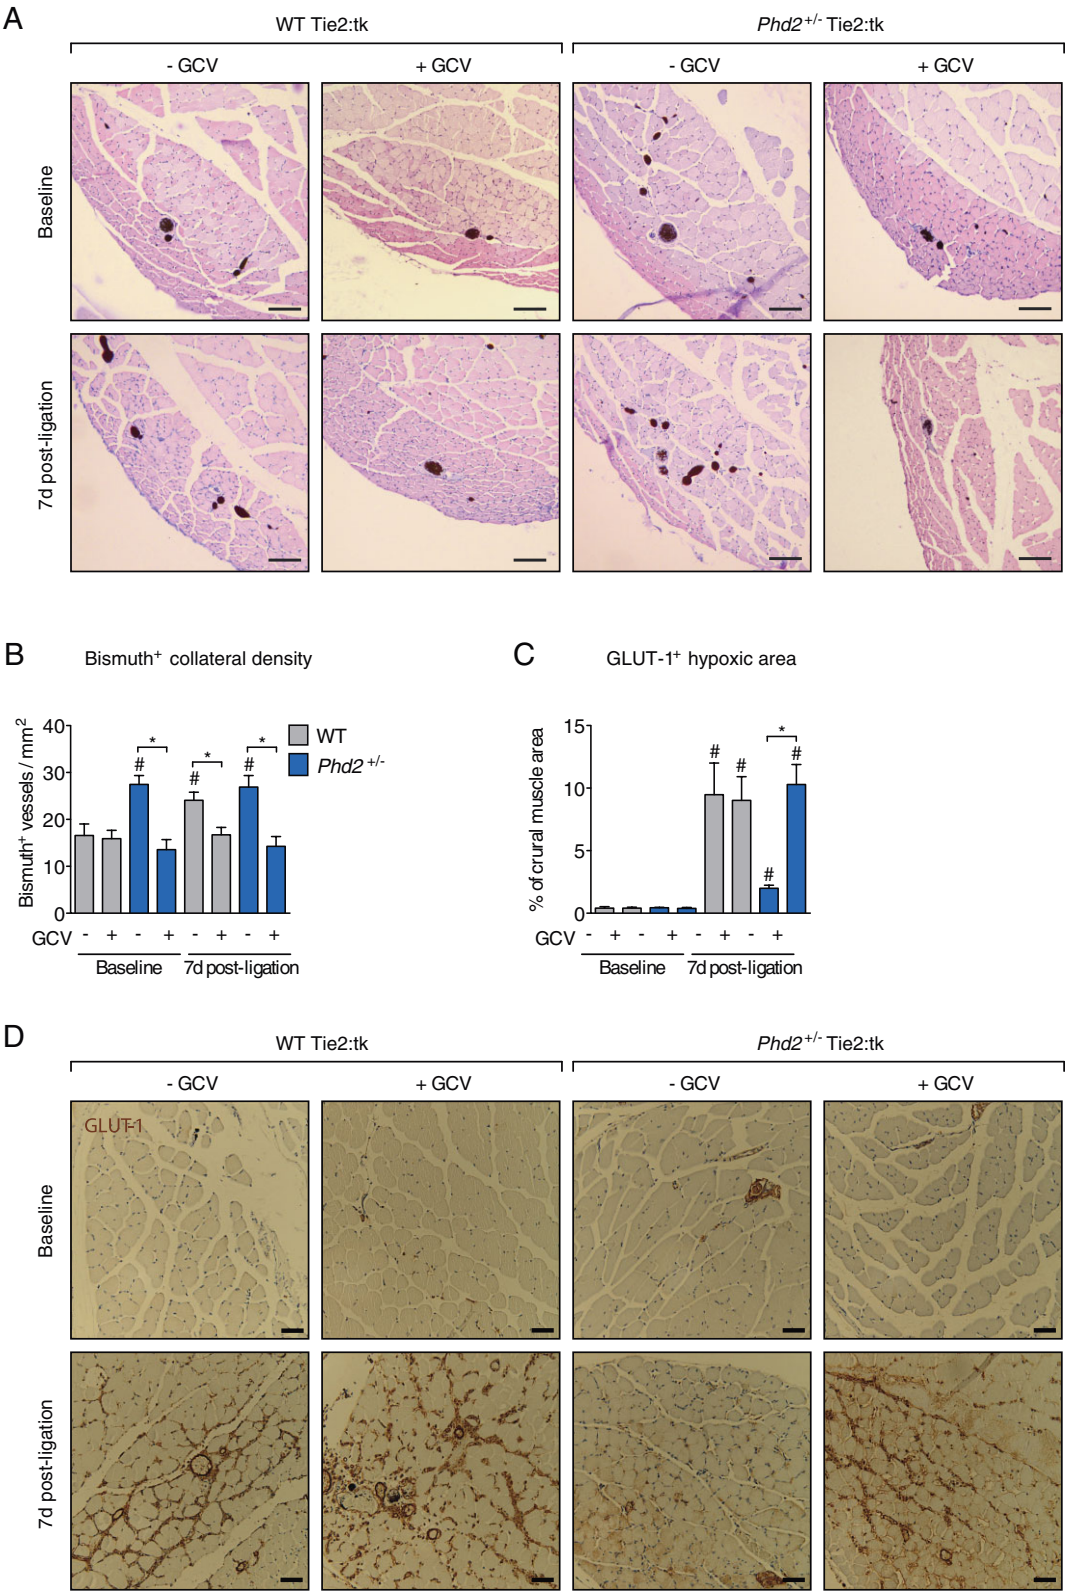 A
WT Tie2:tk
Phd2+/- Tie2:tk
- GCV
+ GCV
- GCV
+ GCV
Baseline
7d post-ligation
B
Bismuth+ collateral density
Bismuth+ vessels / mm2
40
30
20
10
0
# * # * # *
WT
Phd2+/-
GCV - + - + - + - +
Baseline 7d post-ligation
C
GLUT-1+ hypoxic area
% of crural muscle area
15
10
5
0
# # # * #
GCV - + - + - + - +
Baseline 7d post-ligation
D
WT Tie2:tk
Phd2+/- Tie2:tk
- GCV
+ GCV
- GCV
+ GCV
GLUT-1
Baseline
7d post-ligation